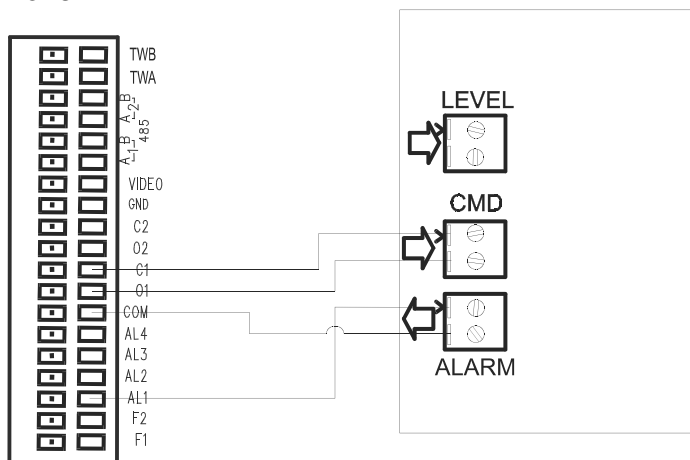 TWB
TWA
B
A
2
B
A
1
485
VIDEO
GND
C2
O2
C1
O1
COM
AL4
AL3
AL2
AL1
F2
F1
LEVEL
CMD
ALARM